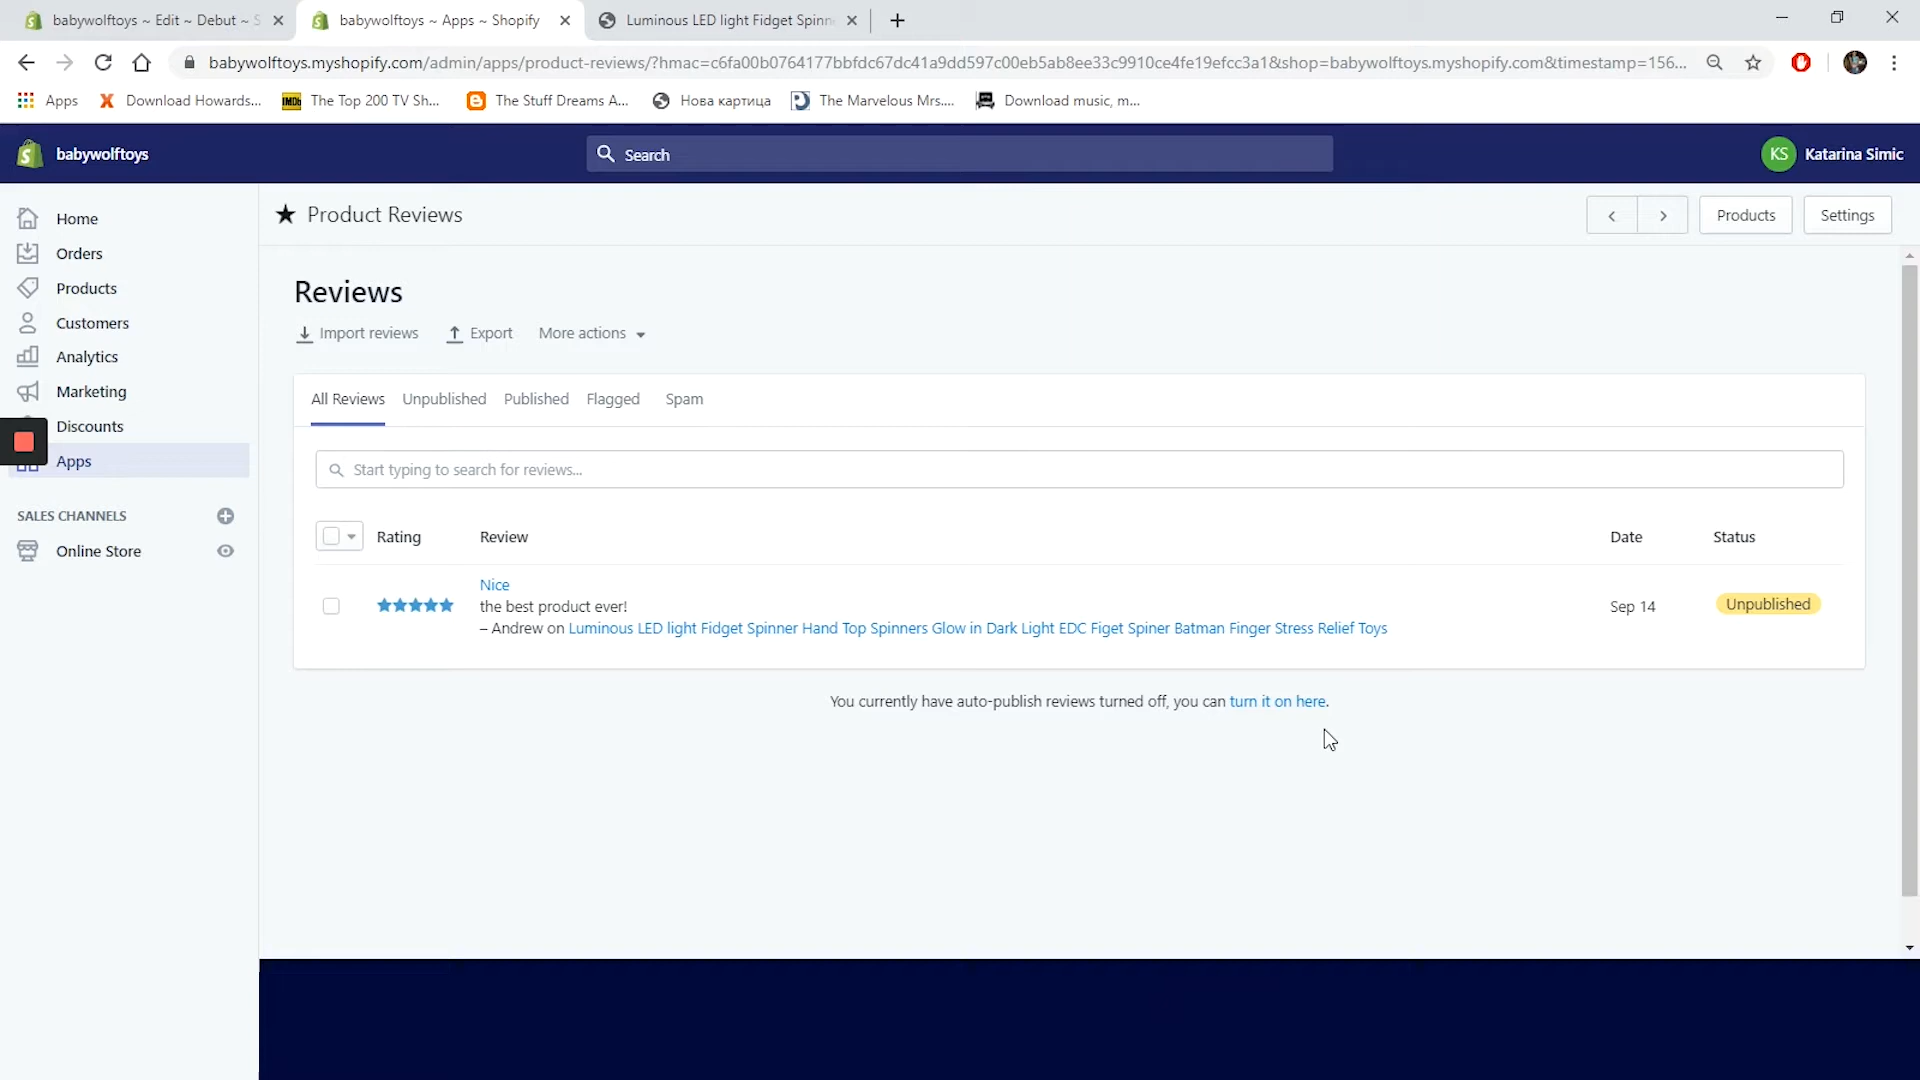 babywolftoys ~ Edit ~ Debut ~ S
babywolftoys ~ Apps ~ Shopify
Luminous LED light Fidget Spinn
babywolftoys.myshopify.com/admin/apps/product-reviews/?hmac=c6fa00b0764177bbfdc67dc41a9dd597c00eb5ab8ee33c9910ce4fe19efcc3a1&shop=babywolftoys.myshopify.com&timestamp=156...
Apps
Download Howards...
IMDb
The Top 200 TV Sh...
The Stuff Dreams A...
Нова картица
The Marvelous Mrs....
Download music, m...
babywolftoys
Search
KS
Katarina Simic
Home
Orders
Products
Customers
Analytics
Marketing
Discounts
Apps
SALES CHANNELS
Online Store
Product Reviews
Products
Settings
Reviews
Import reviews
Export
More actions
All Reviews
Unpublished
Published
Flagged
Spam
Start typing to search for reviews...
Rating
Review
Date
Status
Nice
the best product ever!
– Andrew on Luminous LED light Fidget Spinner Hand Top Spinners Glow in Dark Light EDC Figet Spiner Batman Finger Stress Relief Toys
Sep 14
Unpublished
You currently have auto-publish reviews turned off, you can turn it on here.